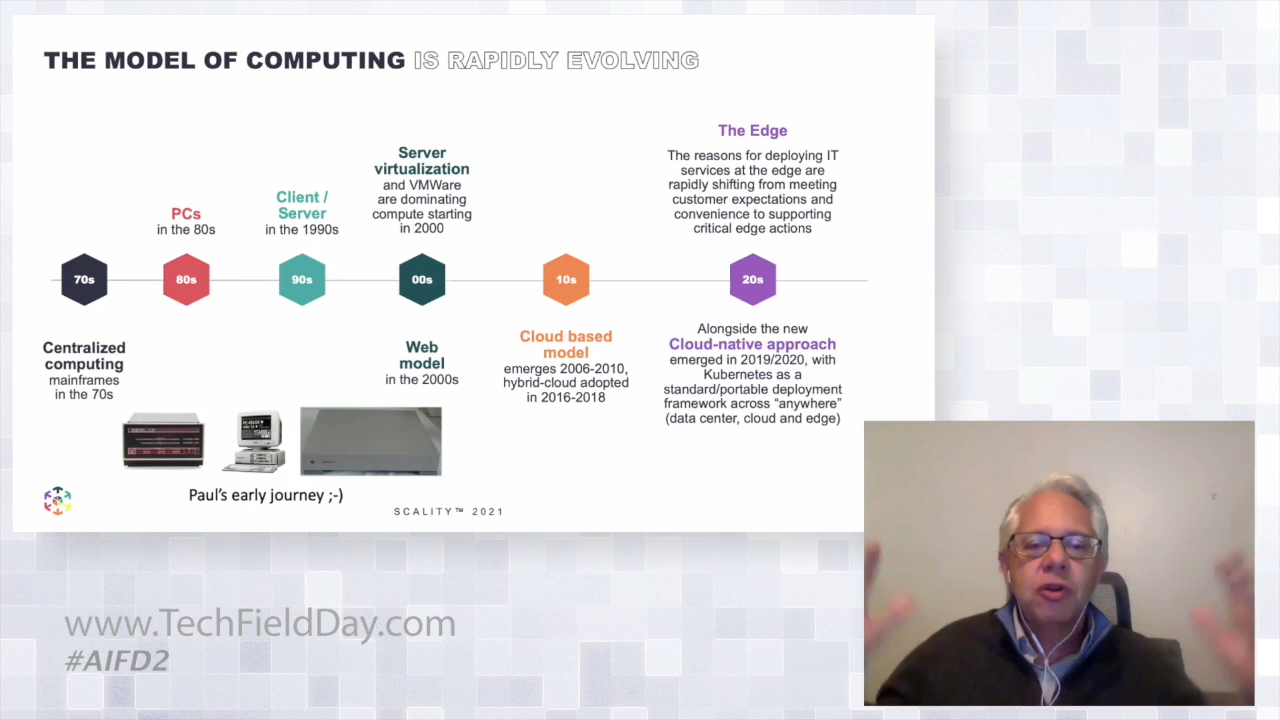 THE MODEL OF COMPUTING IS RAPIDLY EVOLVING
The Edge
The reasons for deploying IT
services at the edge are
rapidly shifting from meeting
customer expectations and
convenience to supporting
critical edge actions
Server
virtualization
and VMWare
are dominating
compute starting
in 2000
Client /
Server
in the 1990s
PCs
in the 80s
70s
80s
90s
00s
10s
20s
Centralized
computing
mainframes
in the 70s
Web
model
in the 2000s
Cloud based
model
emerges 2006-2010,
hybrid-cloud adopted
in 2016-2018
Alongside the new
Cloud-native approach
emerged in 2019/2020, with
Kubernetes as a
standard/portable deployment
framework across “anywhere”
(data center, cloud and edge)
Paul’s early journey ;-)
SCALITY™ 2021
www.TechFieldDay.com
#AIFD2